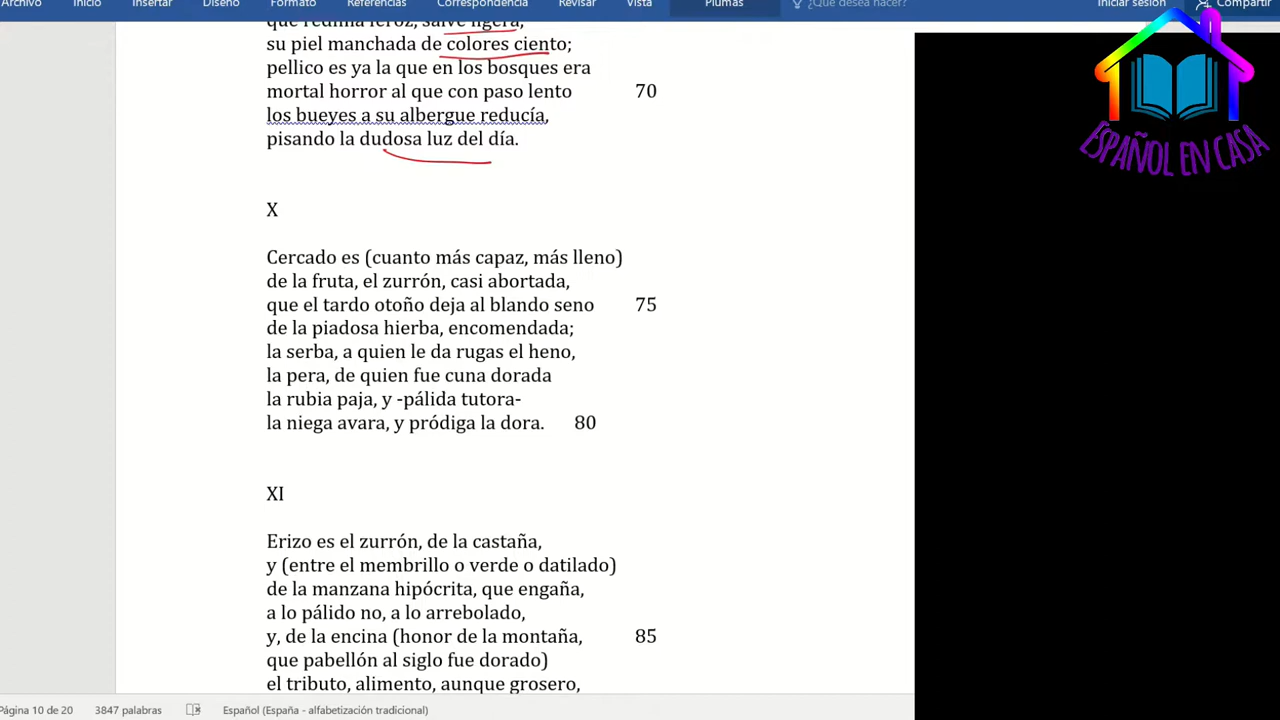 Archivo Inicio Insertar Diseño Formato Referencias Correspondencia Revisar Vista Plumas ¿Qué desea hacer? Iniciar sesión Compartir
que redima feroz, salve ligera,
su piel manchada de colores ciento;
pellico es ya la que en los bosques era
mortal horror al que con paso lento 70
los bueyes a su albergue reducía,
pisando la dudosa luz del día.
X
Cercado es (cuanto más capaz, más lleno)
de la fruta, el zurrón, casi abortada,
que el tardo otoño deja al blando seno 75
de la piadosa hierba, encomendada;
la serba, a quien le da rugas el heno,
la pera, de quien fue cuna dorada
la rubia paja, y -pálida tutora-
la niega avara, y pródiga la dora. 80
XI
Erizo es el zurrón, de la castaña,
y (entre el membrillo o verde o datilado)
de la manzana hipócrita, que engaña,
a lo pálido no, a lo arrebolado,
y, de la encina (honor de la montaña, 85
que pabellón al siglo fue dorado)
el tributo, alimento, aunque grosero,
Página 10 de 20 3847 palabras Español (España - alfabetización tradicional)
ESPAÑOL EN CASA